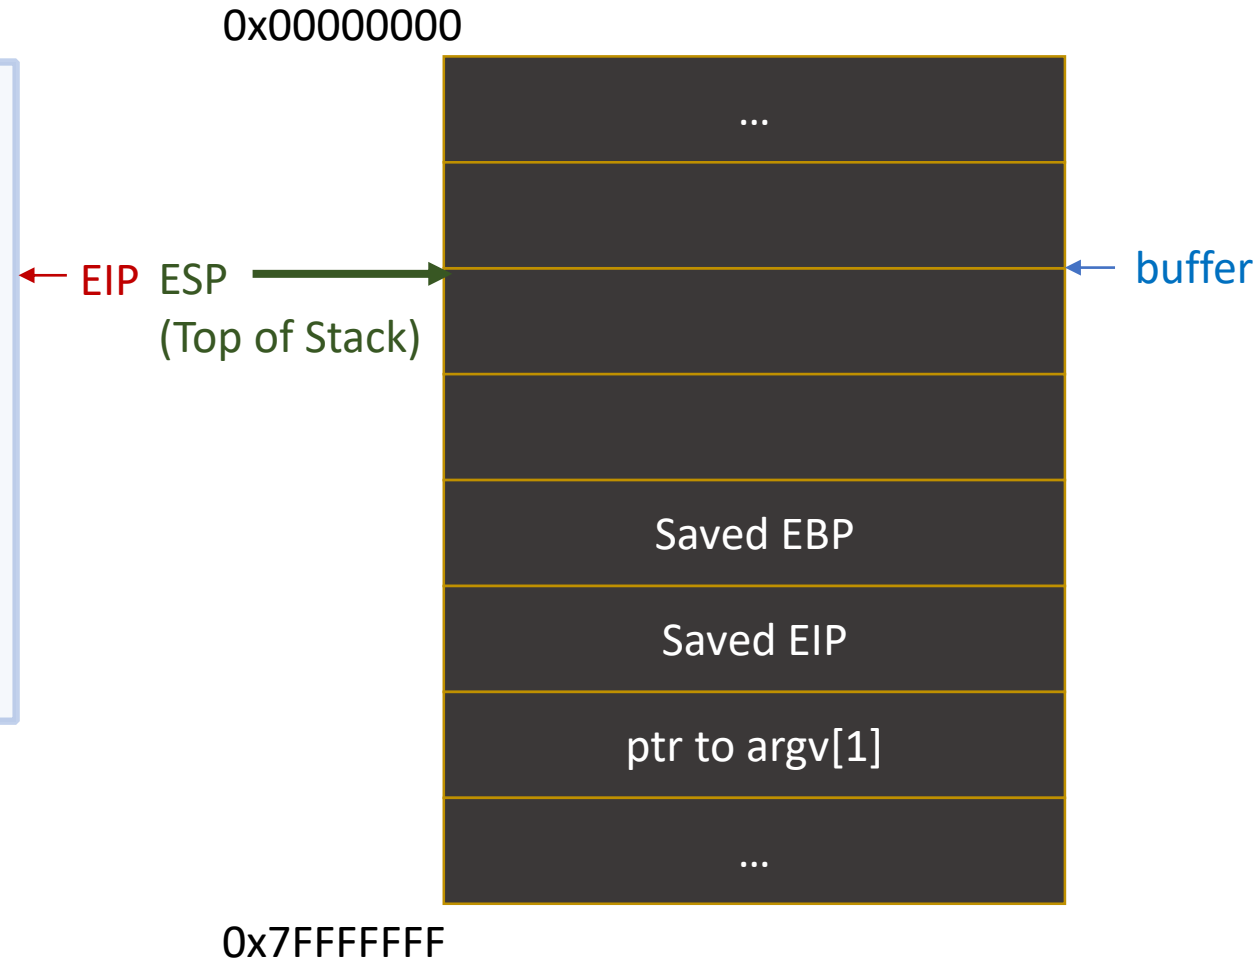 0x00000000
...
EIP
ESP
(Top of Stack)
buffer
Saved EBP
Saved EIP
ptr to argv[1]
...
0x7FFFFFFF